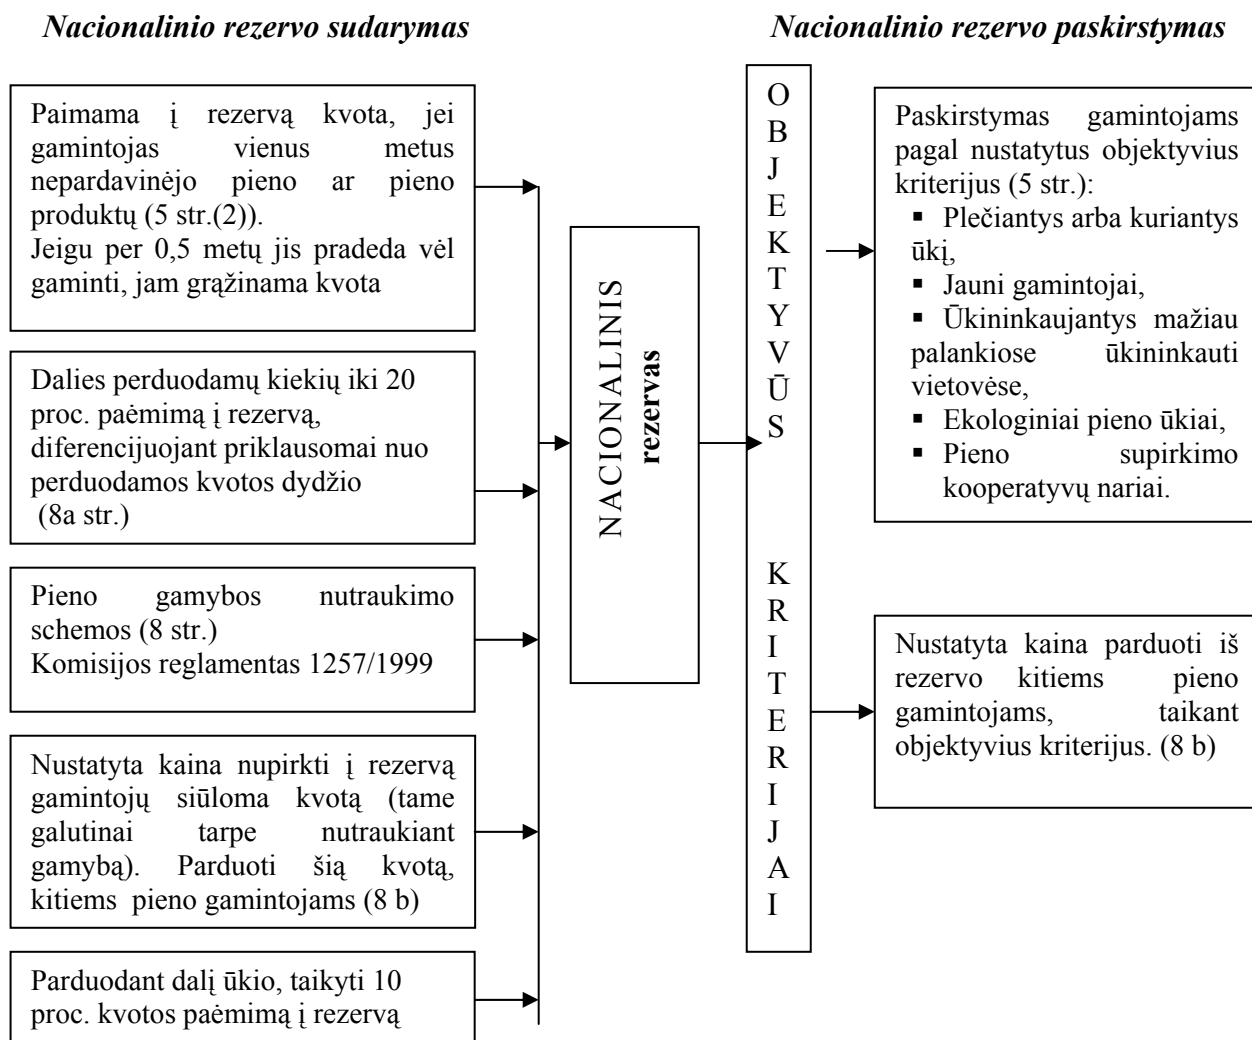 Nacionalinio rezervo sudarymas
Nacionalinio rezervo paskirstymas
Paimama į rezervą kvota, jei
gamintojas vienus metus
nepardavinėjo pieno ar pieno
produktų (5 str.(2)).
Jeigu per 0,5 metų jis pradeda vėl
gaminti, jam grąžinama kvota
Dalies perduodamų kiekių iki 20
proc. paėmimą į rezervą,
diferencijuojant priklausomai nuo
perduodamos kvotos dydžio
(8a str.)
Pieno gamybos nutraukimo
schemos (8 str.)
Komisijos reglamentas 1257/1999
Nustatyta kaina nupirkti į rezervą
gamintojų siūloma kvotą (tame
galutinai tarpe nutraukiant
gamybą). Parduoti šią kvotą,
kitiems pieno gamintojams (8 b)
Parduodant dalį ūkio, taikyti 10
proc. kvotos paėmimą į rezervą
NACIONALINIS
rezervas
OBJEKTYVŪS KRITERIJAI
Paskirstymas gamintojams
pagal nustatytus objektyvius
kriterijus (5 str.):
▪ Plečiantys arba kuriantys
ūkį,
▪ Jauni gamintojai,
▪ Ūkininkaujantys mažiau
palankiose ūkininkauti
vietovėse,
▪ Ekologiniai pieno ūkiai,
▪ Pieno supirkimo
kooperatyvų nariai.
Nustatyta kaina parduoti iš
rezervo kitiems pieno
gamintojams, taikant
objektyvius kriterijus. (8 b)